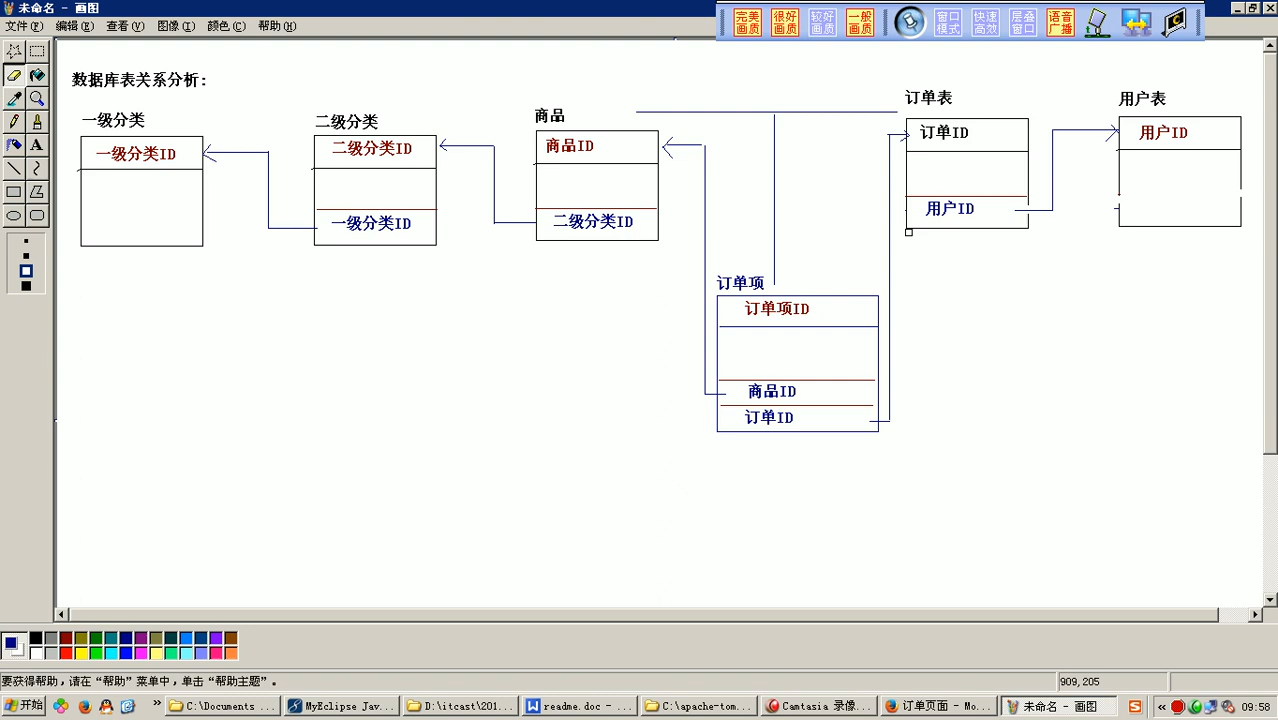 未命名 - 画图
文件(F) 编辑(E) 查看(V) 图像(I) 颜色(C) 帮助(H)
完美画质 很好画质 较好画质 一般画质 窗口模式 快速高效 层叠窗口 语音广播
数据库表关系分析:
一级分类
一级分类ID
二级分类
二级分类ID
一级分类ID
商品
商品ID
二级分类ID
订单表
订单ID
用户ID
用户表
用户ID
订单项
订单项ID
商品ID
订单ID
要获得帮助,请在“帮助”菜单中,单击“帮助主题”。
909,205
开始 C:\Documents ... MyEclipse Jav... D:\itcast\201... readme.doc - ... C:\apache-tom... Camtasia 录像... 订单页面 - Mo... 未命名 - 画图 09:58